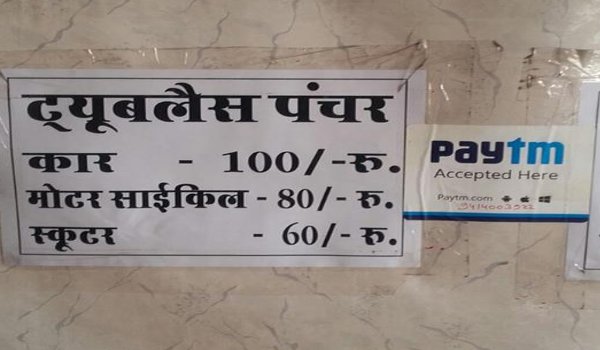 ट्यूबलैस पंचर
कार - 100/-रु.
मोटर साईकिल - 80/- रु.
स्कूटर - 60/- रु.
Paytm
Accepted Here
Paytm.com